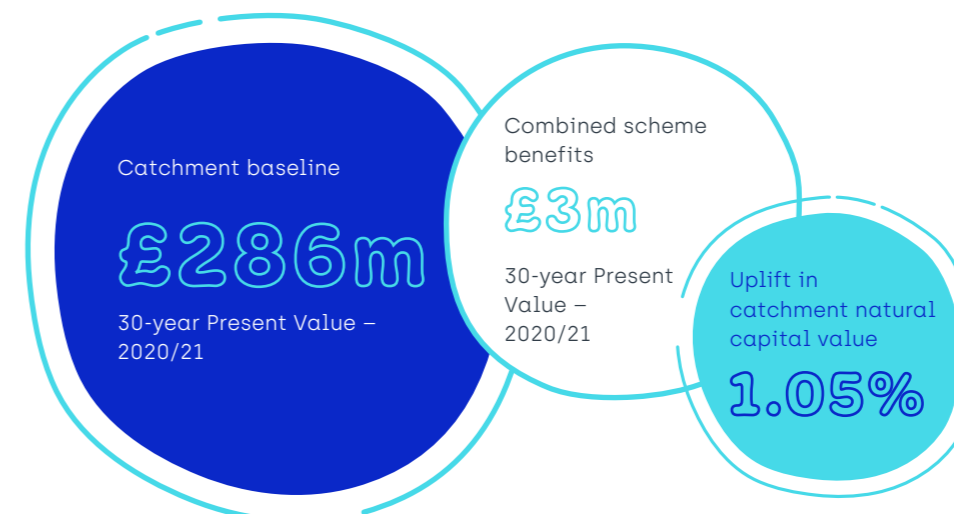 Catchment baseline
£286m
30-year Present Value –
2020/21
Combined scheme
benefits
£3m
30-year Present
Value –
2020/21
Uplift in
catchment natural
capital value
1.05%